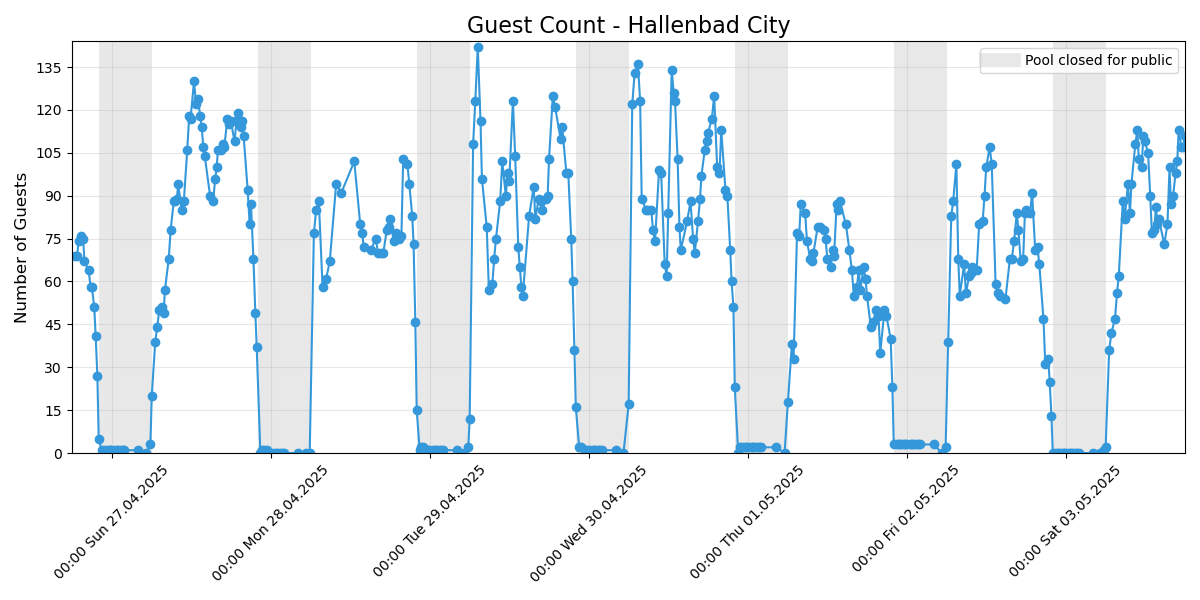 Guest Count - Hallenbad City
Pool closed for public
Number of Guests
135
120
105
90
75
60
45
30
15
0
00:00 Sun 27.04.2025
00:00 Mon 28.04.2025
00:00 Tue 29.04.2025
00:00 Wed 30.04.2025
00:00 Thu 01.05.2025
00:00 Fri 02.05.2025
00:00 Sat 03.05.2025